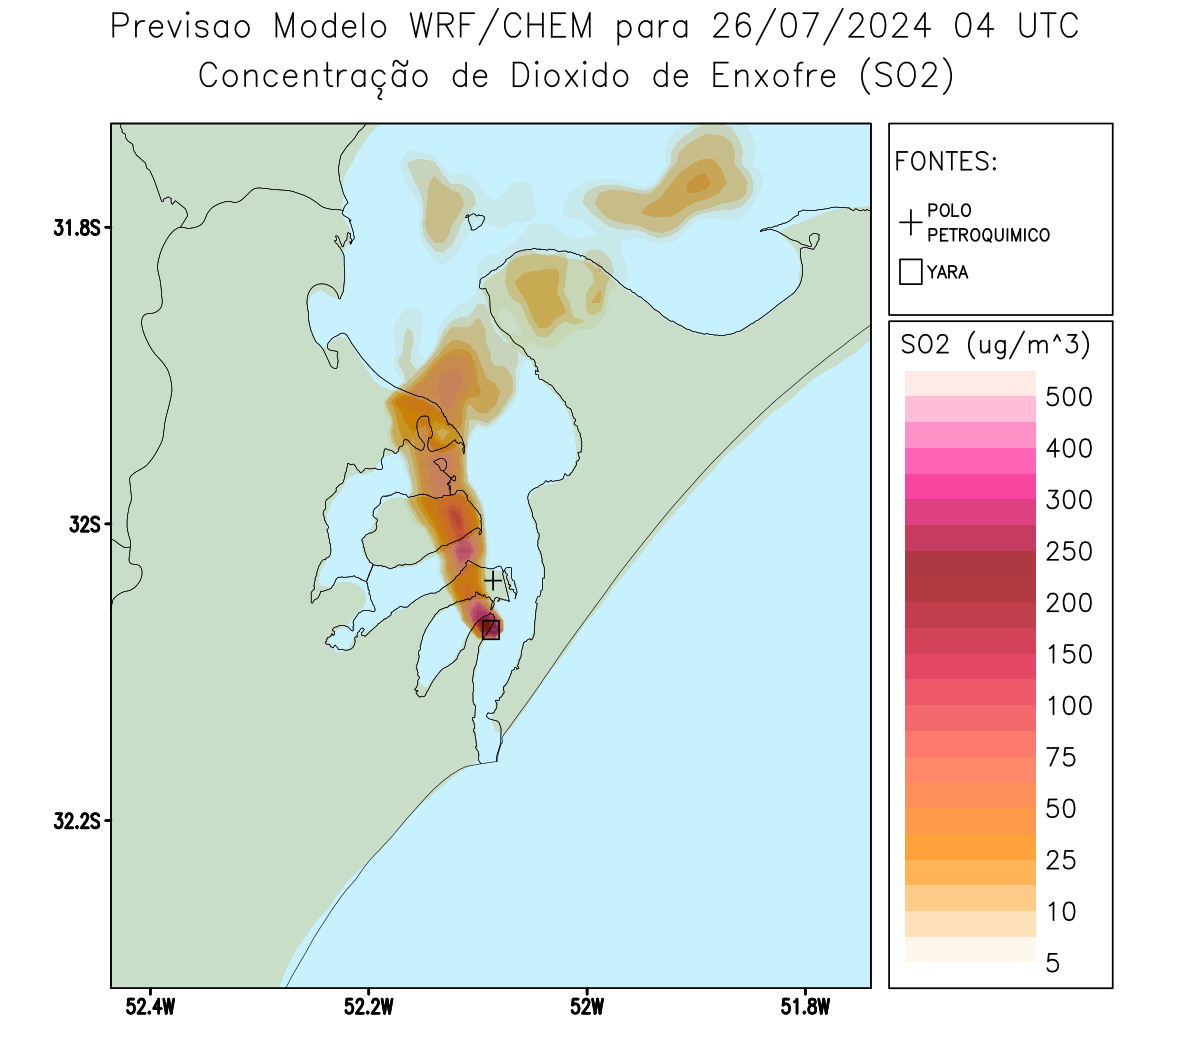 Previsao Modelo WRF/CHEM para 26/07/2024 04 UTC
Concentração de Dioxido de Enxofre (SO2)
FONTES:
POLO
PETROQUIMICO
YARA
SO2 (ug/m^3)
500
400
300
250
200
150
100
75
50
25
10
5
31.8S
32S
32.2S
52.4W
52.2W
52W
51.8W